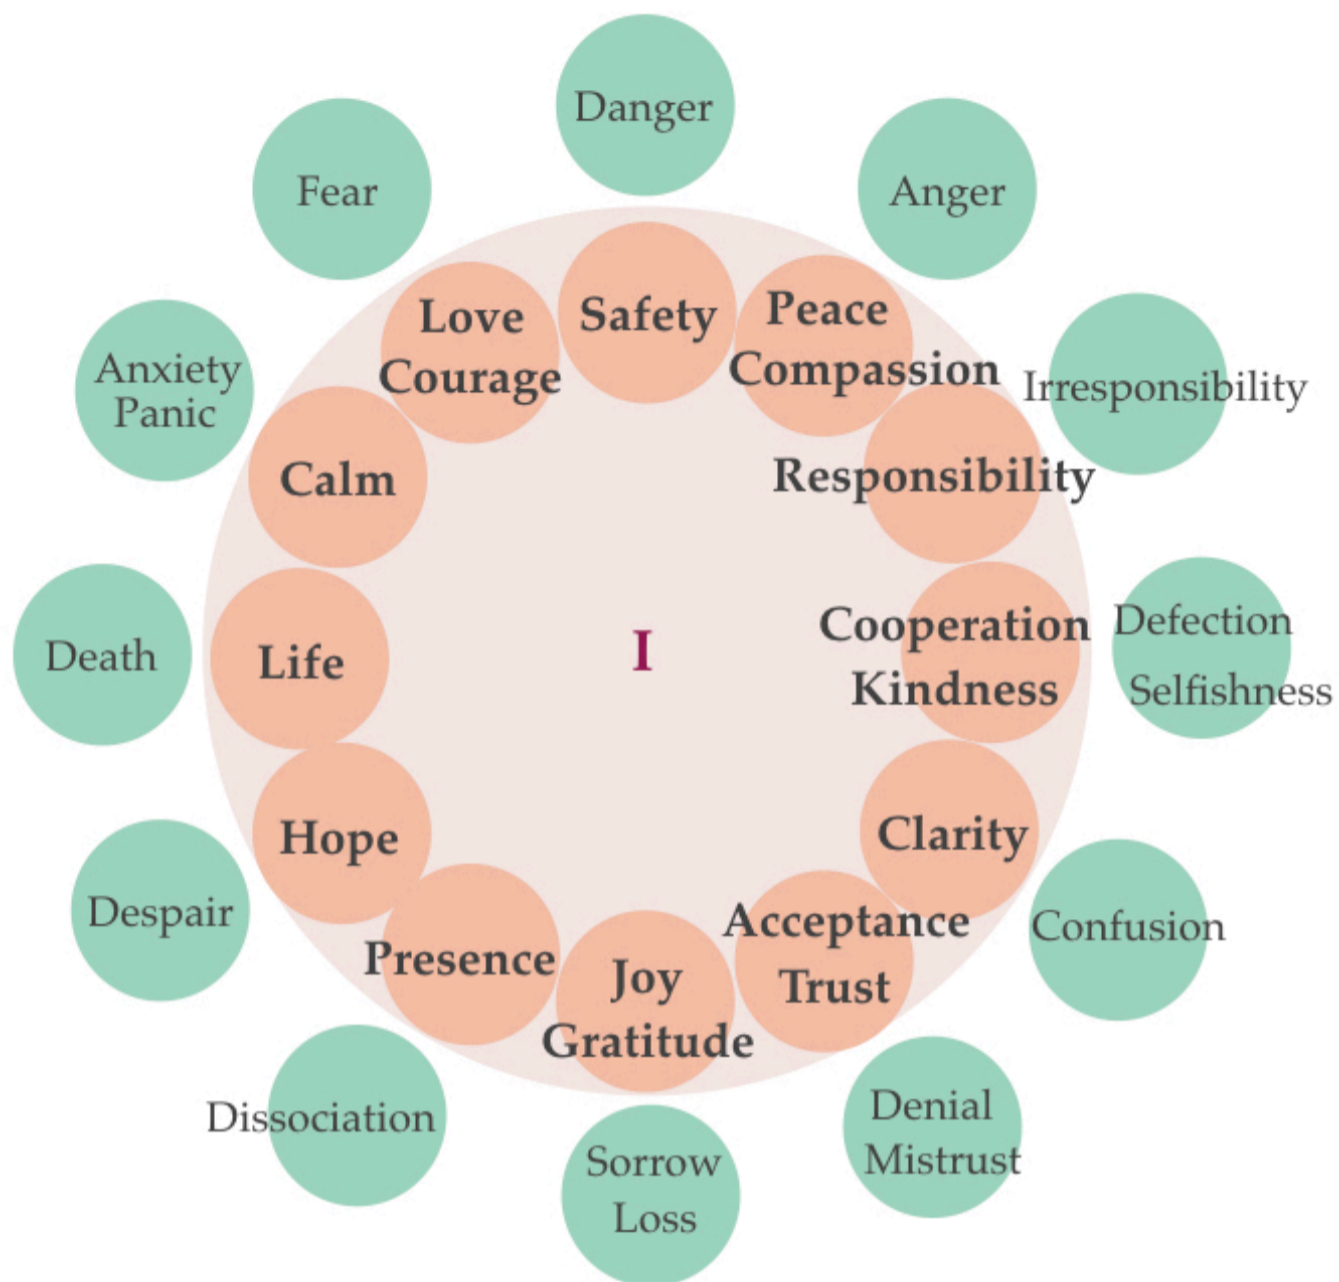 Danger
Fear
Anger
Love
Courage
Safety
Peace
Compassion
Anxiety
Panic
Irresponsibility
Calm
Responsibility
Death
Life
I
Cooperation
Kindness
Defection
Selfishness
Hope
Clarity
Despair
Confusion
Presence
Joy
Gratitude
Acceptance
Trust
Dissociation
Sorrow
Loss
Denial
Mistrust